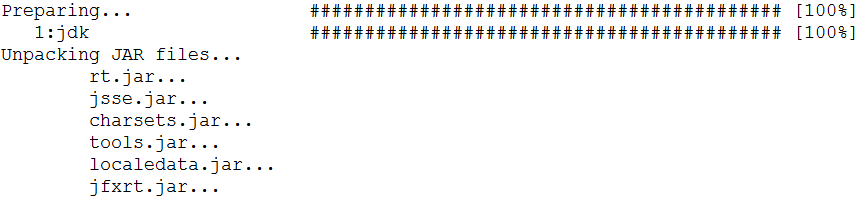 Preparing... ########################################### [100%]
1:jdk ########################################### [100%]
Unpacking JAR files...
rt.jar...
jsse.jar...
charsets.jar...
tools.jar...
localedata.jar...
jfxrt.jar...